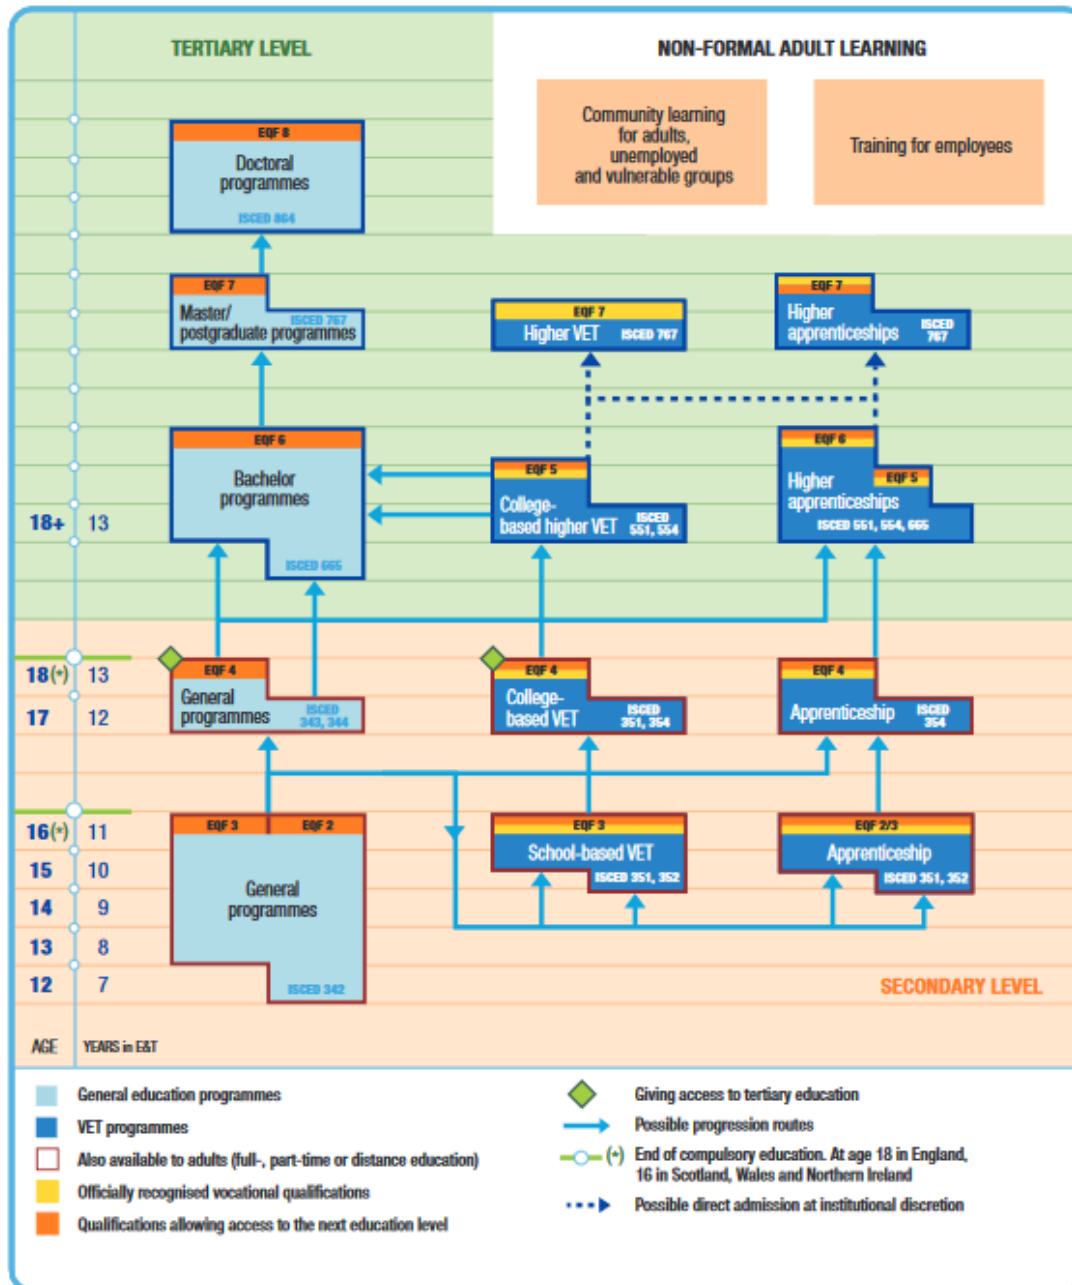 TERTIARY LEVEL
NON-FORMAL ADULT LEARNING
Community learning
for adults,
unemployed
and vulnerable groups
Training for employees
EQF 8
Doctoral
programmes
ISCED 864
EQF 7
Master/
postgraduate programmes
ISCED 767
EQF 7
Higher VET ISCED 767
EQF 7
Higher
apprenticeships
ISCED
767
EQF 6
Bachelor
programmes
ISCED 665
EQF 5
College-
based higher VET
ISCED
551, 554
EQF 6
EQF 5
Higher
apprenticeships
ISCED 551, 554, 665
18+ 13
18(*) 13
17 12
EQF 4
General
programmes
ISCED
343, 344
EQF 4
College-
based VET
ISCED
351, 354
EQF 4
Apprenticeship
ISCED
354
16(*) 11
15 10
14 9
13 8
12 7
EQF 3 EQF 2
General
programmes
ISCED 342
EQF 3
School-based VET
ISCED 351, 352
EQF 2/3
Apprenticeship
ISCED 351, 352
SECONDARY LEVEL
AGE YEARS in E&T
General education programmes
VET programmes
Also available to adults (full-, part-time or distance education)
Officially recognised vocational qualifications
Qualifications allowing access to the next education level
Giving access to tertiary education
Possible progression routes
(*) End of compulsory education. At age 18 in England,
16 in Scotland, Wales and Northern Ireland
Possible direct admission at institutional discretion